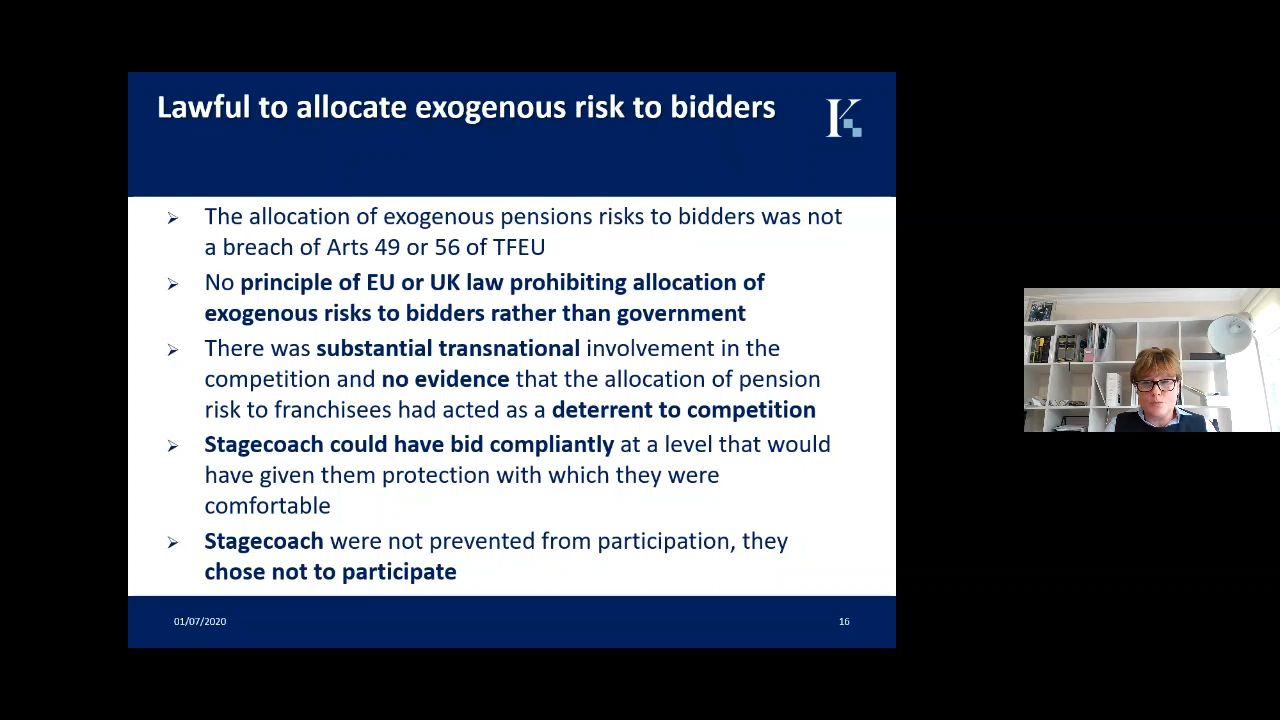 Lawful to allocate exogenous risk to bidders
K
The allocation of exogenous pensions risks to bidders was not
a breach of Arts 49 or 56 of TFEU
No principle of EU or UK law prohibiting allocation of
exogenous risks to bidders rather than government
There was substantial transnational involvement in the
competition and no evidence that the allocation of pension
risk to franchisees had acted as a deterrent to competition
Stagecoach could have bid compliantly at a level that would
have given them protection with which they were
comfortable
Stagecoach were not prevented from participation, they
chose not to participate
01/07/2020
16